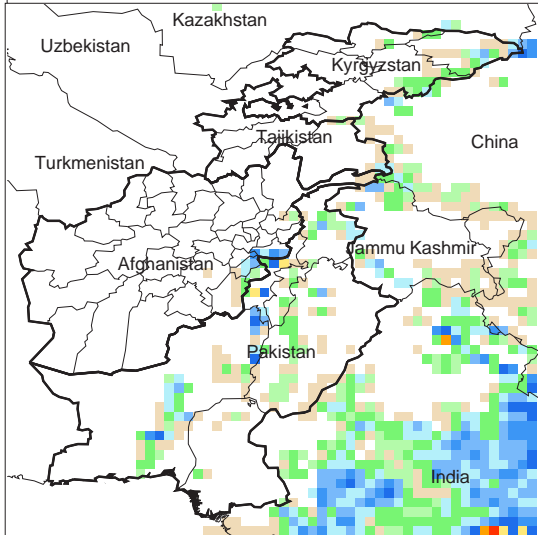 Kazakhstan
Uzbekistan
Kyrgyzstan
Tajikistan
China
Turkmenistan
Jammu Kashmir
Afghanistan
Pakistan
India